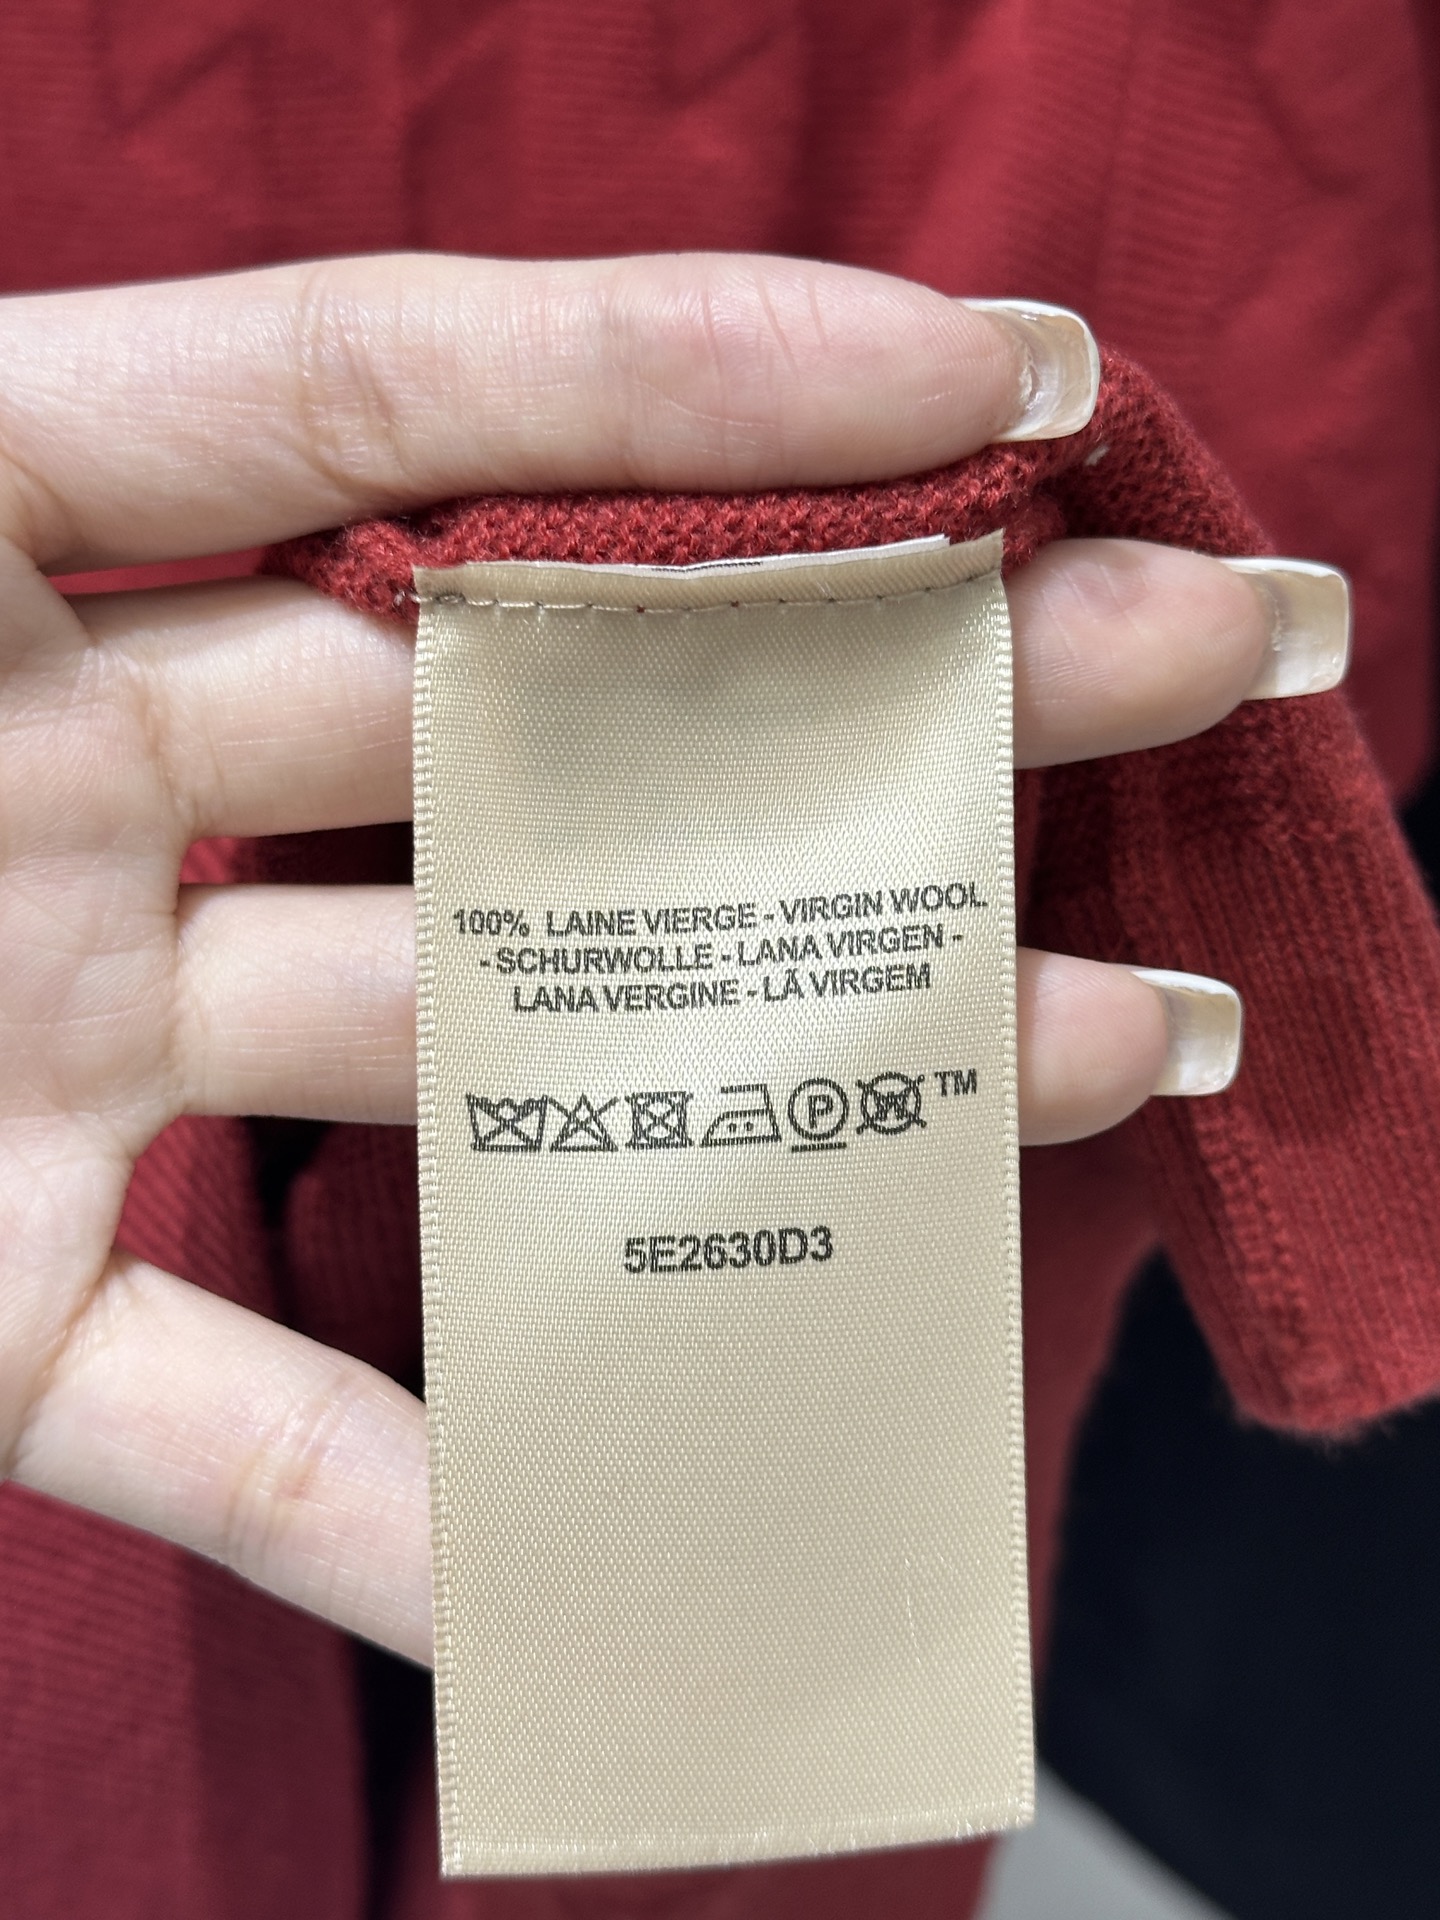 100% LAINE VIERGE - VIRGIN WOOL
- SCHURWOLLE - LANA VIRGEN -
LANA VERGINE - LÃ VIRGEM
P W TM
5E2630D3